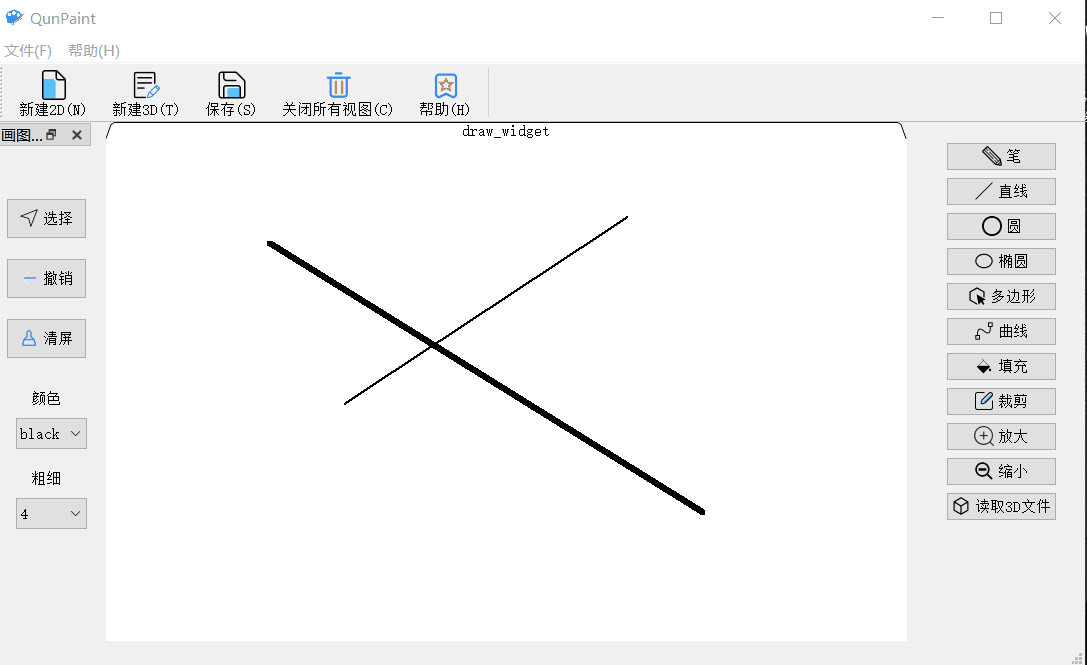 QunPaint
文件(F) 帮助(H)
新建2D(N) 新建3D(T) 保存(S) 关闭所有视图(C) 帮助(H)
画图...
draw_widget
选择
撤销
清屏
颜色
black
粗细
4
笔
直线
圆
椭圆
多边形
曲线
填充
裁剪
放大
缩小
读取3D文件